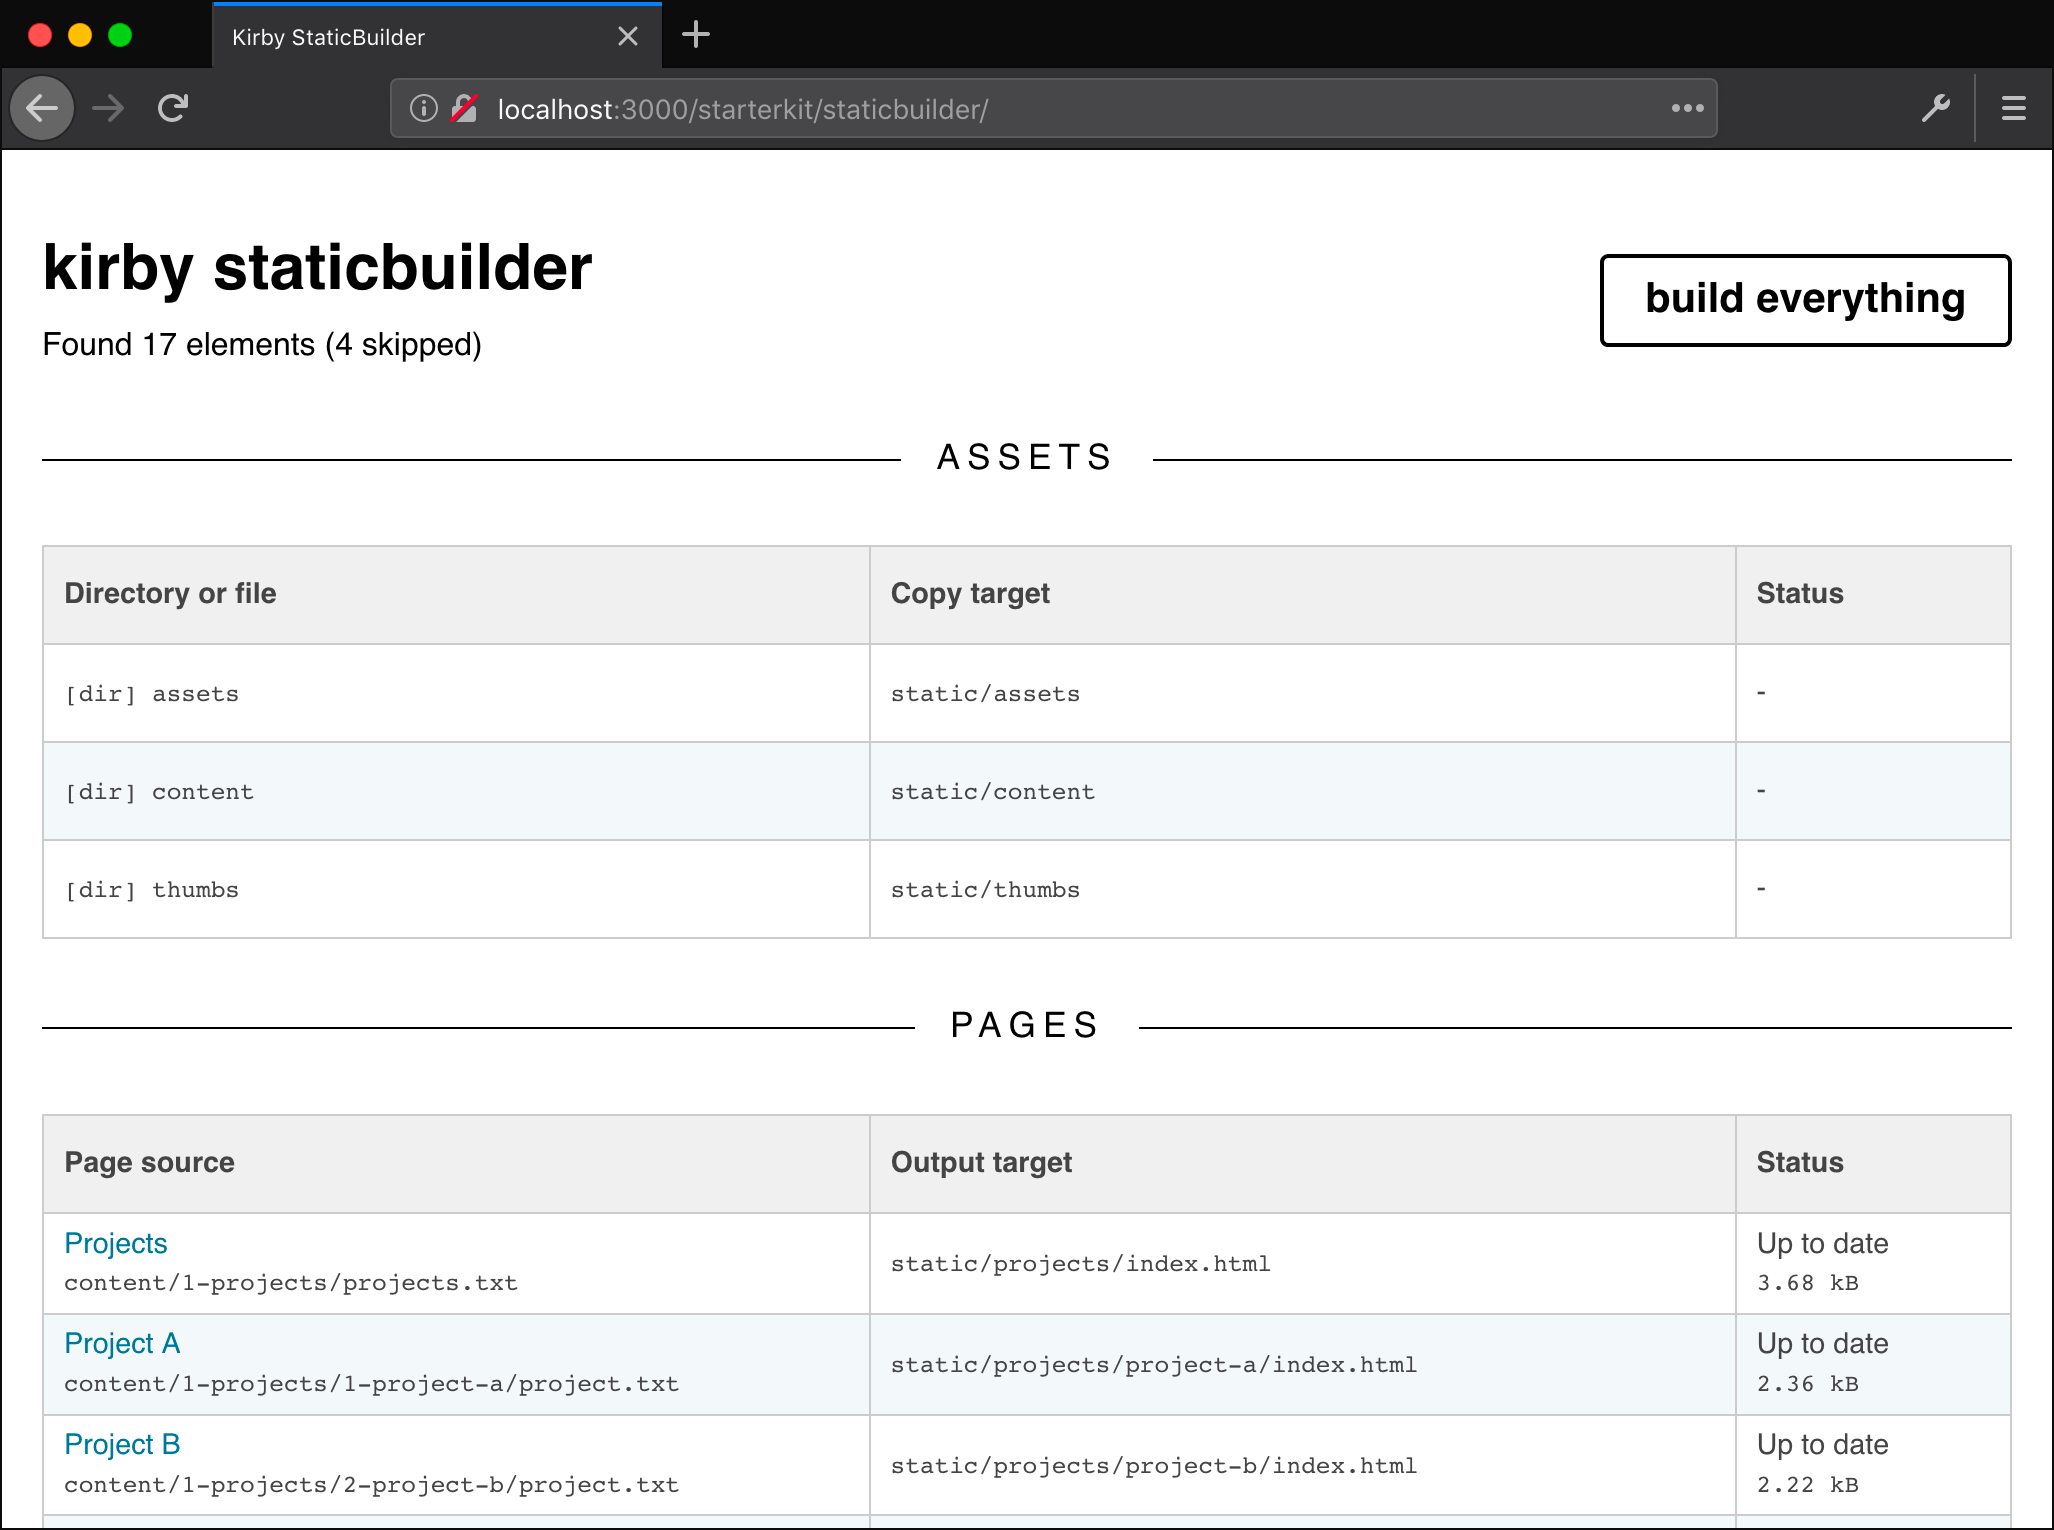 Kirby StaticBuilder
localhost:3000/starterkit/staticbuilder/
kirby staticbuilder
build everything
Found 17 elements (4 skipped)
ASSETS
Directory or file Copy target Status
[dir] assets static/assets -
[dir] content static/content -
[dir] thumbs static/thumbs -
PAGES
Page source Output target Status
Projects Up to date
content/1-projects/projects.txt static/projects/index.html 3.68 kB
Project A Up to date
content/1-projects/1-project-a/project.txt static/projects/project-a/index.html 2.36 kB
Project B Up to date
content/1-projects/2-project-b/project.txt static/projects/project-b/index.html 2.22 kB